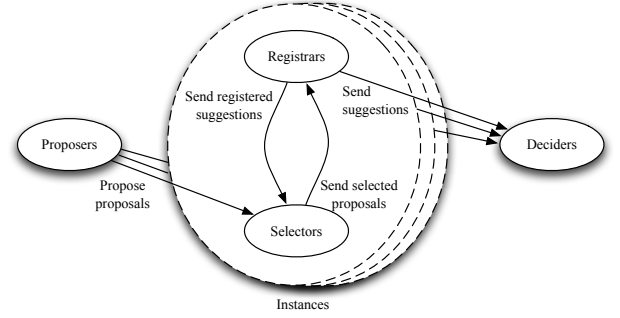 Registrars
Send registered
suggestions
Send
suggestions
Proposers
Deciders
Propose
proposals
Send selected
proposals
Selectors
Instances